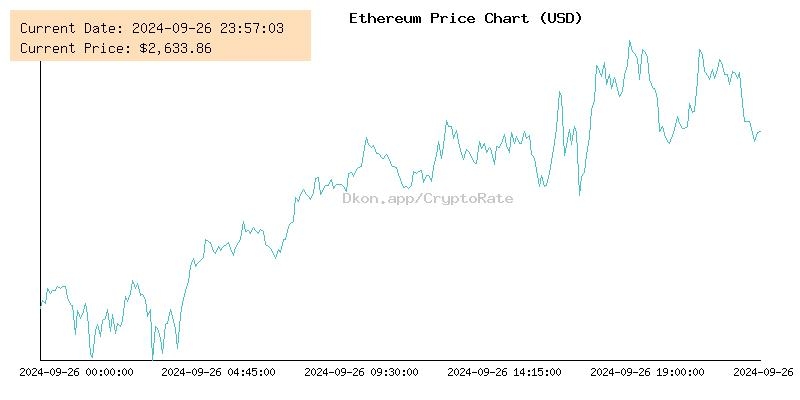 Ethereum Price Chart (USD)
Current Date: 2024-09-26 23:57:03
Current Price: $2,633.86
Dkon.app/CryptoRate
2024-09-26 00:00:00 2024-09-26 04:45:00 2024-09-26 09:30:00 2024-09-26 14:15:00 2024-09-26 19:00:00 2024-09-26